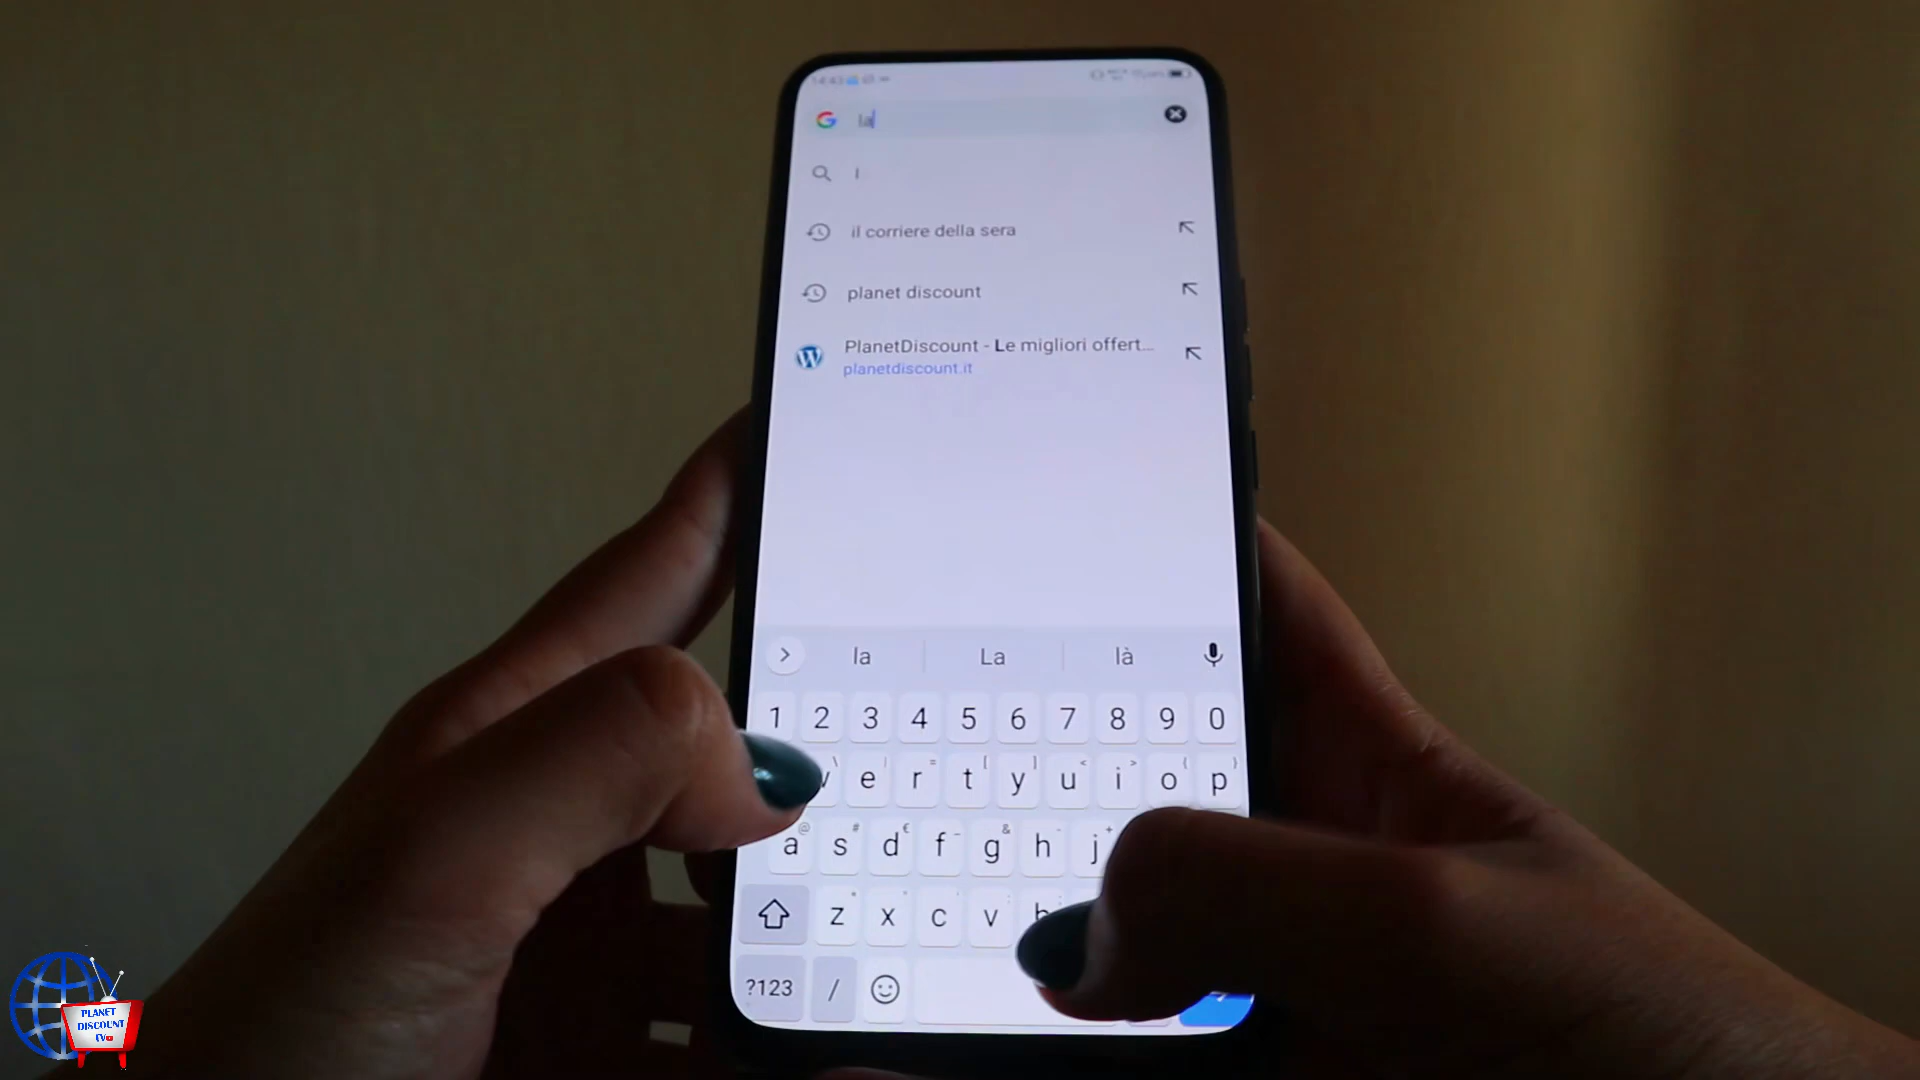 la
l
il corriere della sera
planet discount
PlanetDiscount - Le migliori offert...
planetdiscount.it
la La là
1 2 3 4 5 6 7 8 9 0
e r t y u i o p
a s d f g h j
z x c v b
?123 /
PLANET
DISCOUNT
TV